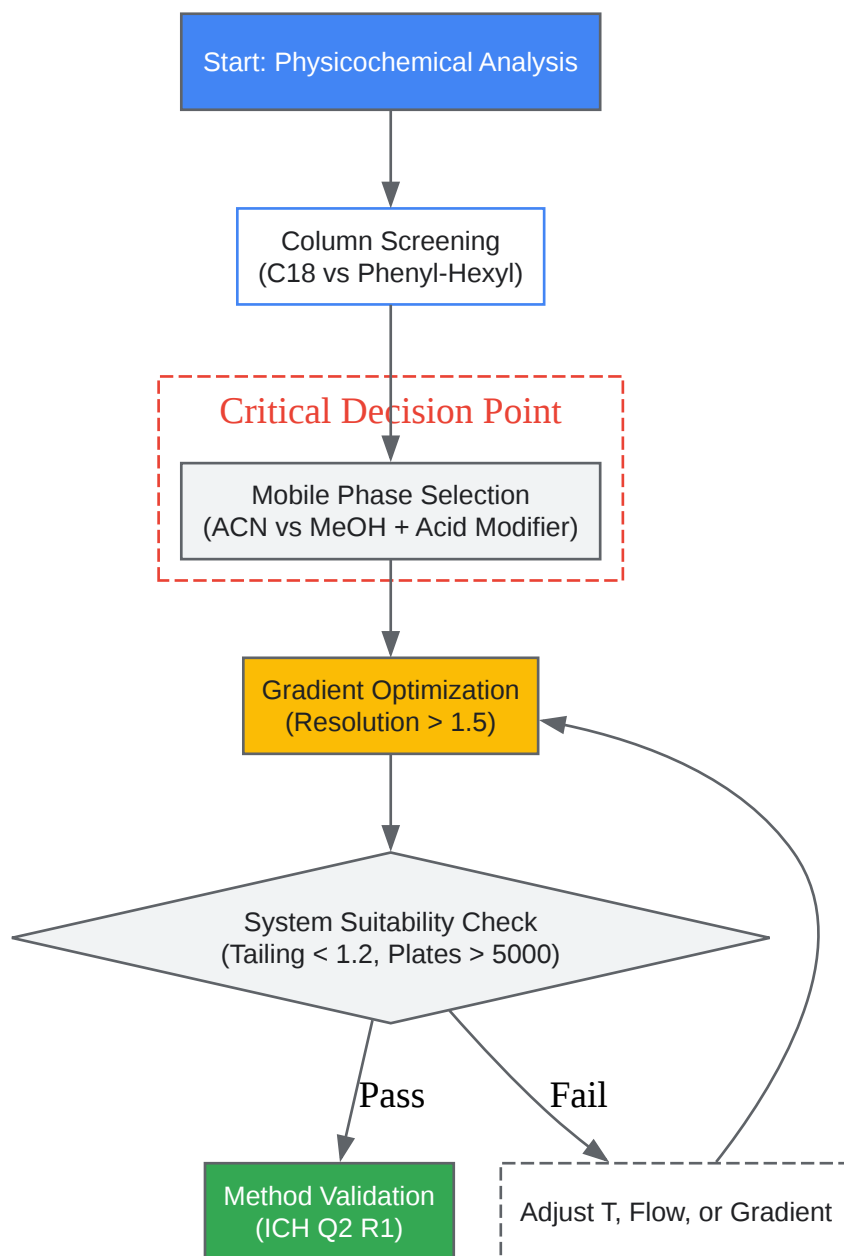 Start: Physicochemical Analysis
Column Screening
(C18 vs Phenyl-Hexyl)
Critical Decision Point
Mobile Phase Selection
(ACN vs MeOH + Acid Modifier)
Gradient Optimization
(Resolution > 1.5)
System Suitability Check
(Tailing < 1.2, Plates > 5000)
Pass
Fail
Method Validation
(ICH Q2 R1)
Adjust T, Flow, or Gradient